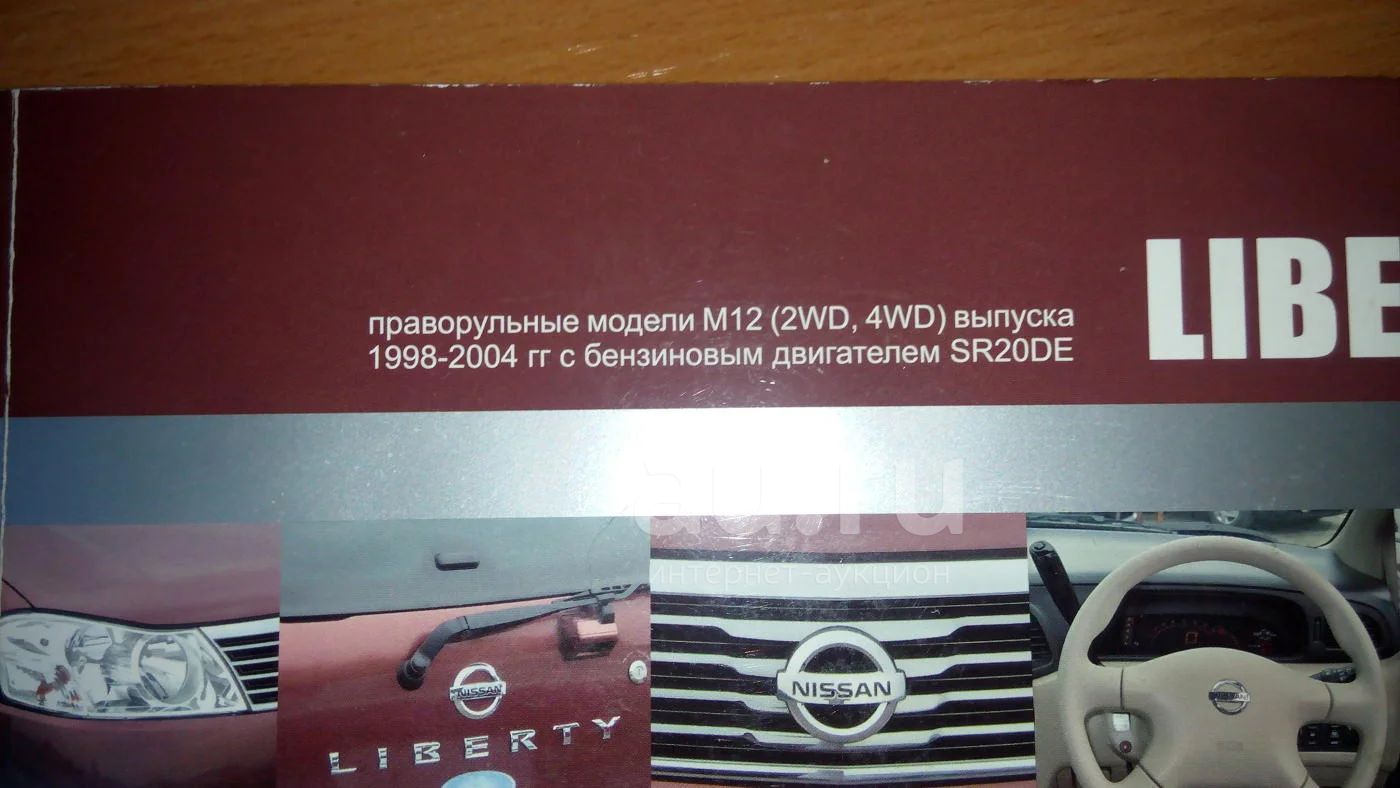 LIBE
праворульные модели M12 (2WD, 4WD) выпуска
1998-2004 гг с бензиновым двигателем SR20DE
au.ru
интернет-аукцион
NISSAN
LIBERTY
NISSAN